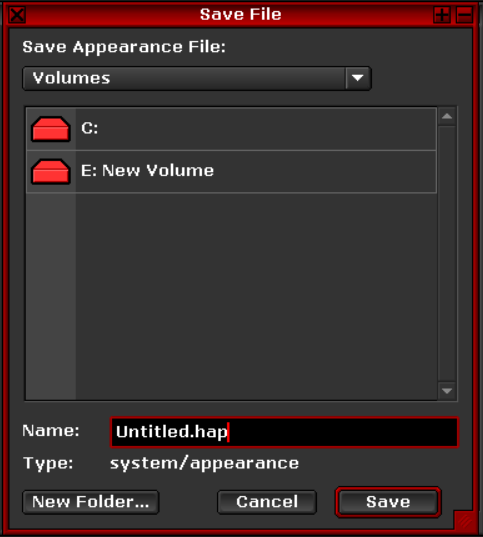 Save File
Save Appearance File:
Volumes
C:
E: New Volume
Name: Untitled.hap
Type: system/appearance
New Folder... Cancel Save